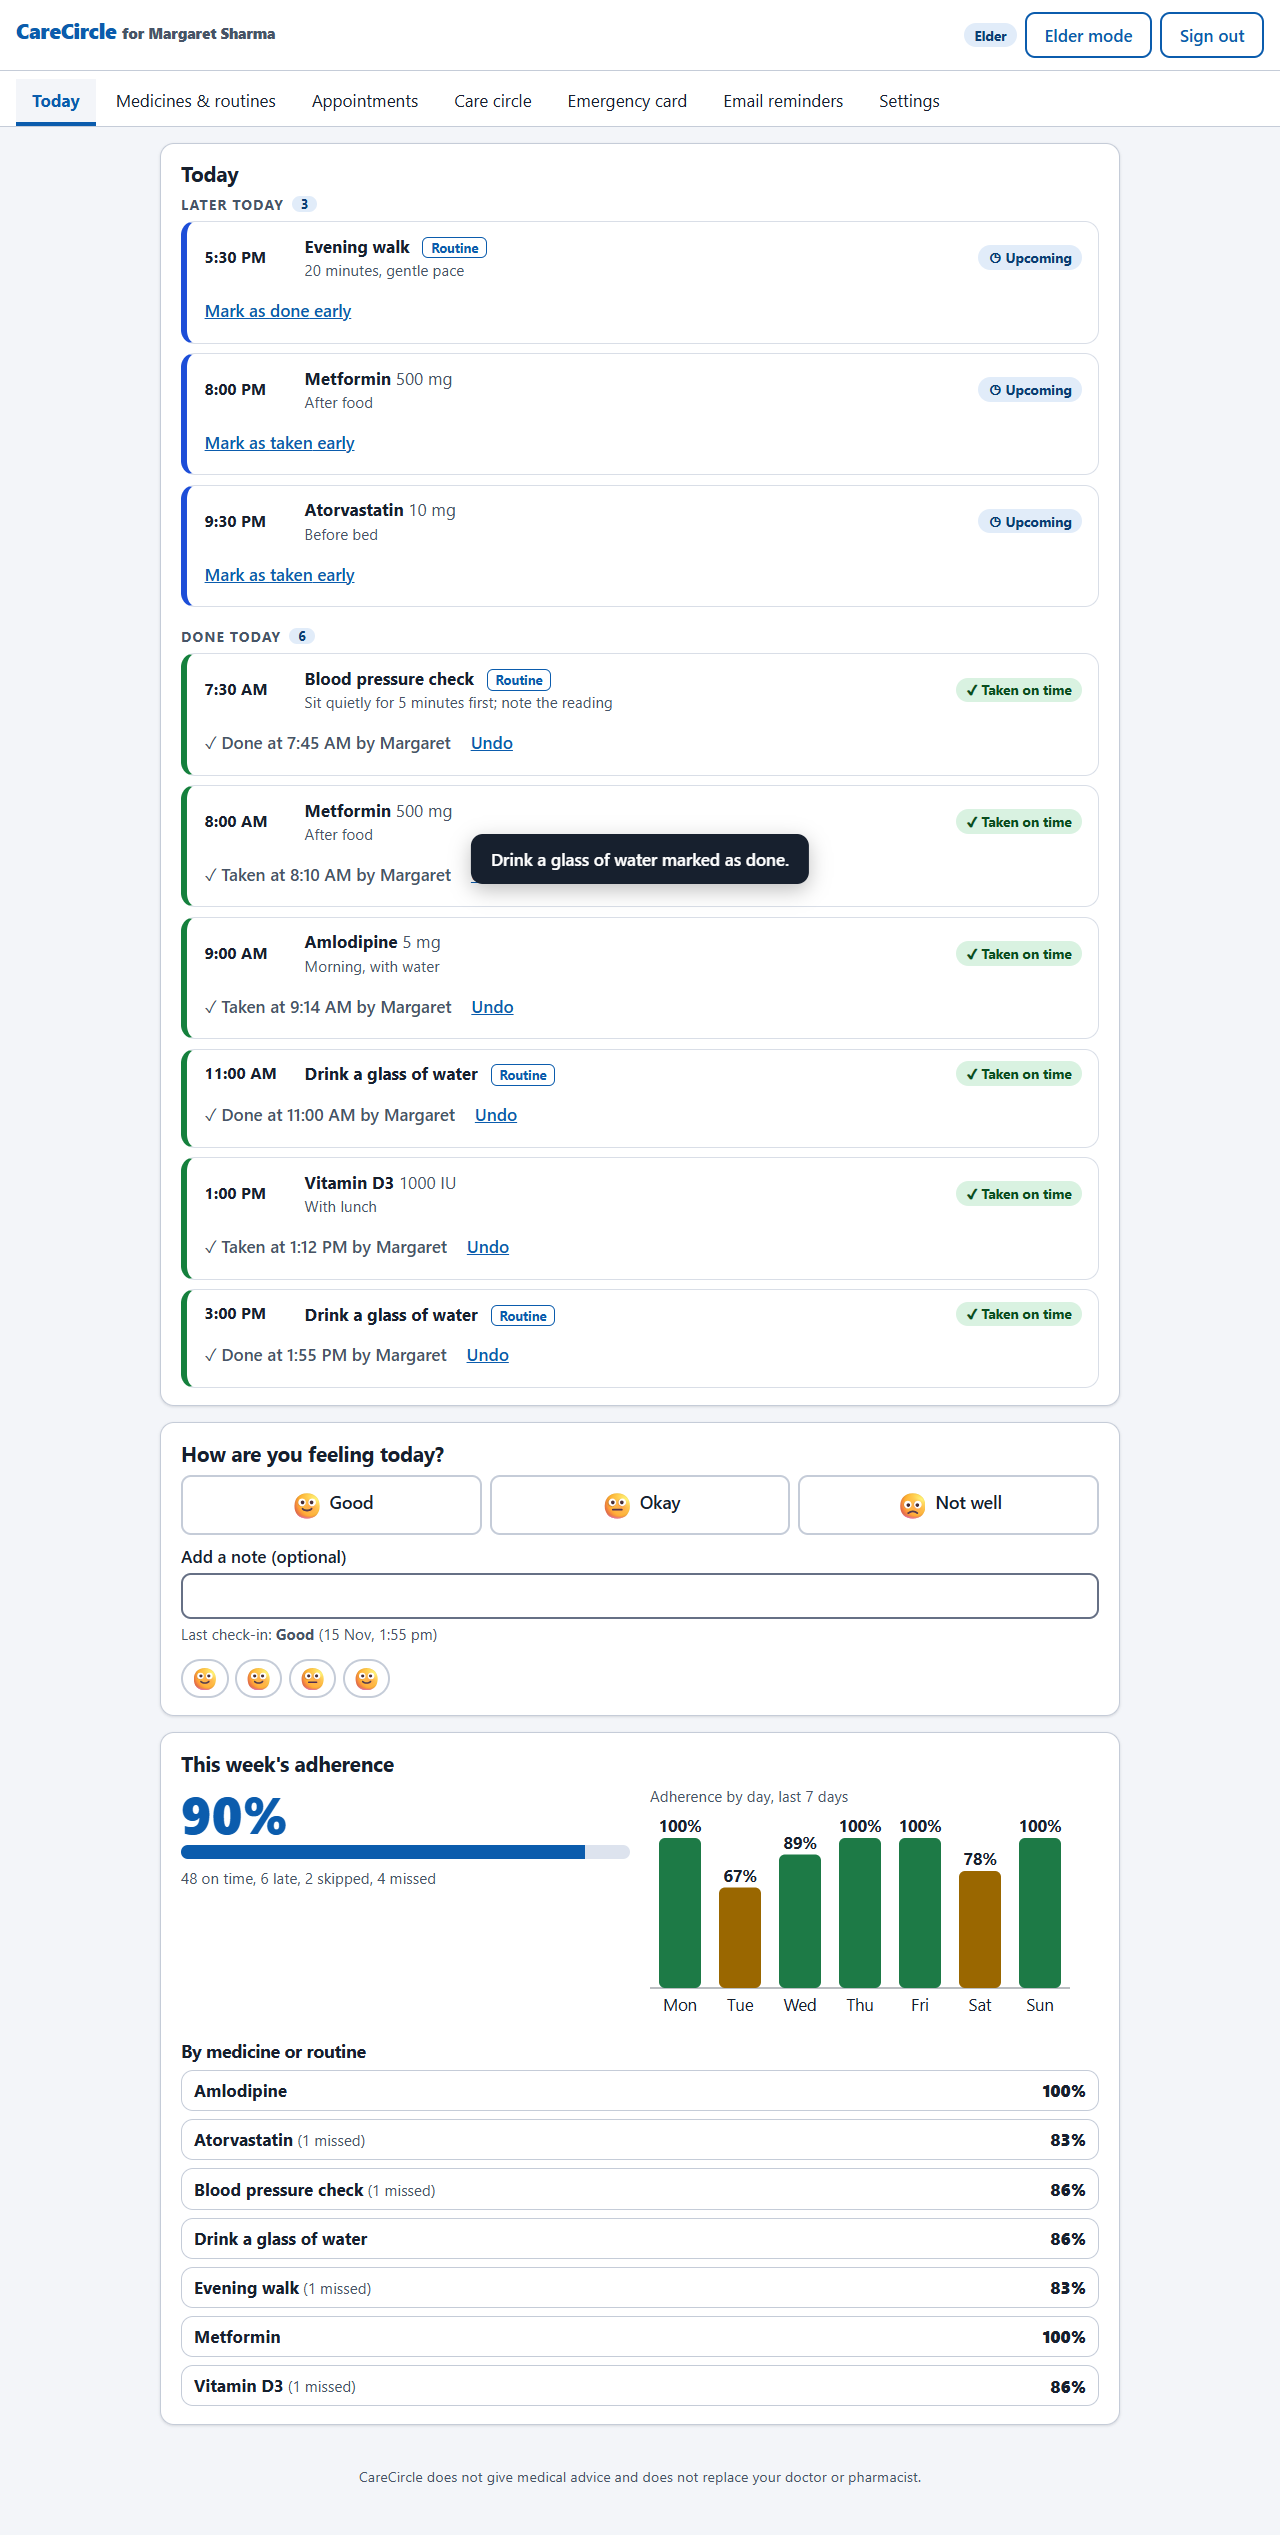 CareCircle for Margaret Sharma
Elder
Elder mode
Sign out
Today
Medicines & routines
Appointments
Care circle
Emergency card
Email reminders
Settings
Today
LATER TODAY 3
5:30 PM
Evening walk Routine
20 minutes, gentle pace
Upcoming
Mark as done early
8:00 PM
Metformin 500 mg
After food
Upcoming
Mark as taken early
9:30 PM
Atorvastatin 10 mg
Before bed
Upcoming
Mark as taken early
DONE TODAY 6
7:30 AM
Blood pressure check Routine
Sit quietly for 5 minutes first; note the reading
✓ Taken on time
✓ Done at 7:45 AM by Margaret Undo
8:00 AM
Metformin 500 mg
After food
✓ Taken on time
✓ Taken at 8:10 AM by Margaret
Drink a glass of water marked as done.
9:00 AM
Amlodipine 5 mg
Morning, with water
✓ Taken on time
✓ Taken at 9:14 AM by Margaret Undo
11:00 AM
Drink a glass of water Routine
✓ Taken on time
✓ Done at 11:00 AM by Margaret Undo
1:00 PM
Vitamin D3 1000 IU
With lunch
✓ Taken on time
✓ Taken at 1:12 PM by Margaret Undo
3:00 PM
Drink a glass of water Routine
✓ Taken on time
✓ Done at 1:55 PM by Margaret Undo
How are you feeling today?
Good
Okay
Not well
Add a note (optional)
Last check-in: Good (15 Nov, 1:55 pm)
This week's adherence
90%
48 on time, 6 late, 2 skipped, 4 missed
Adherence by day, last 7 days
100% 67% 89% 100% 100% 78% 100%
Mon Tue Wed Thu Fri Sat Sun
By medicine or routine
Amlodipine 100%
Atorvastatin (1 missed) 83%
Blood pressure check (1 missed) 86%
Drink a glass of water 86%
Evening walk (1 missed) 83%
Metformin 100%
Vitamin D3 (1 missed) 86%
CareCircle does not give medical advice and does not replace your doctor or pharmacist.